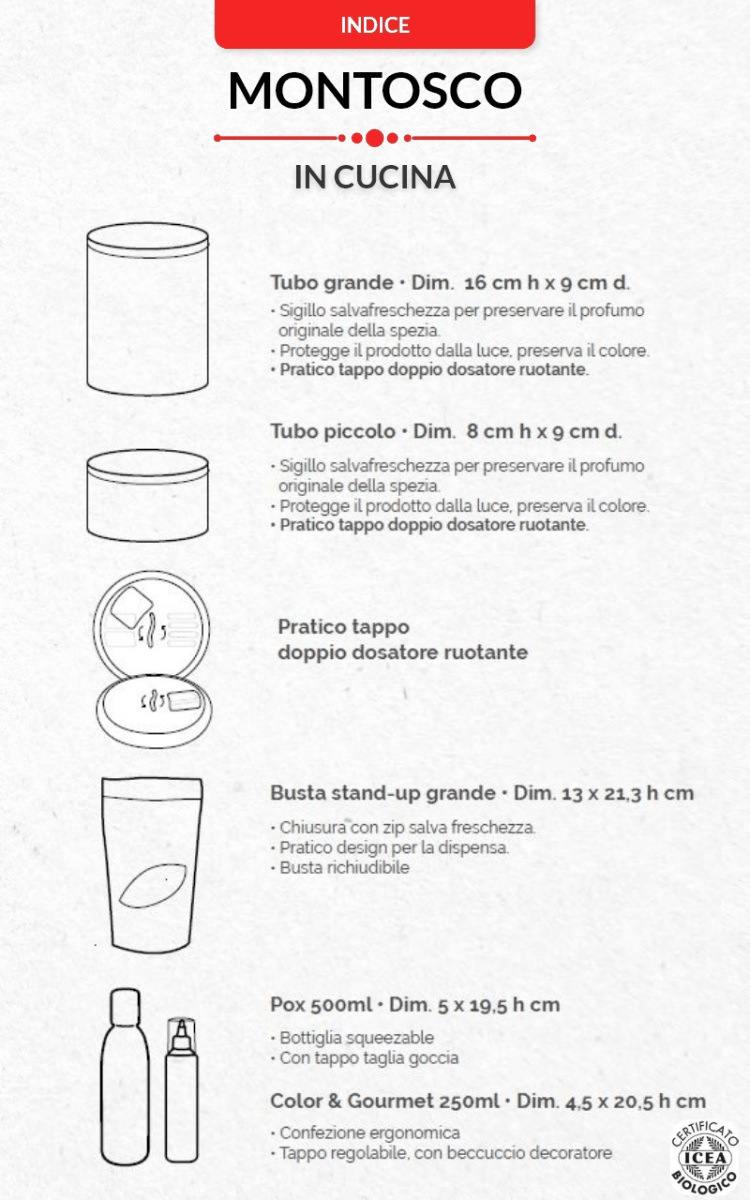 INDICE
MONTOSCO
IN CUCINA
Tubo grande • Dim. 16 cm h x 9 cm d.
• Sigillo salvafreschezza per preservare il profumo
originale della spezia.
• Protegge il prodotto dalla luce, preserva il colore.
• Pratico tappo doppio dosatore ruotante.
Tubo piccolo • Dim. 8 cm h x 9 cm d.
• Sigillo salvafreschezza per preservare il profumo
originale della spezia.
• Protegge il prodotto dalla luce, preserva il colore.
• Pratico tappo doppio dosatore ruotante.
Pratico tappo
doppio dosatore ruotante
Busta stand-up grande • Dim. 13 x 21,3 h cm
• Chiusura con zip salva freschezza.
• Pratico design per la dispensa.
• Busta richiudibile
Pox 500ml • Dim. 5 x 19,5 h cm
• Bottiglia squeezable
• Con tappo taglia goccia
Color & Gourmet 250ml • Dim. 4,5 x 20,5 h cm
• Confezione ergonomica
• Tappo regolabile, con beccuccio decoratore
CERTIFICATO
ICEA
BIOLOGICO